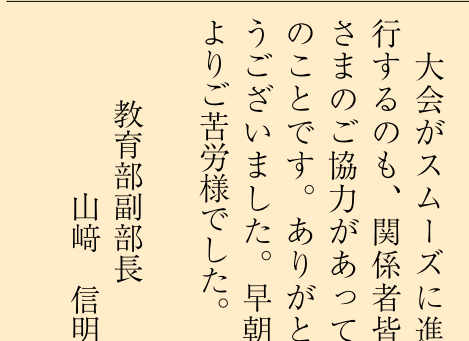 大会がスムーズに進
行するのも、関係者皆
さまのご協力があって
のことです。ありがと
うございました。早朝
よりご苦労様でした。
教育部副部長
山﨑　信明